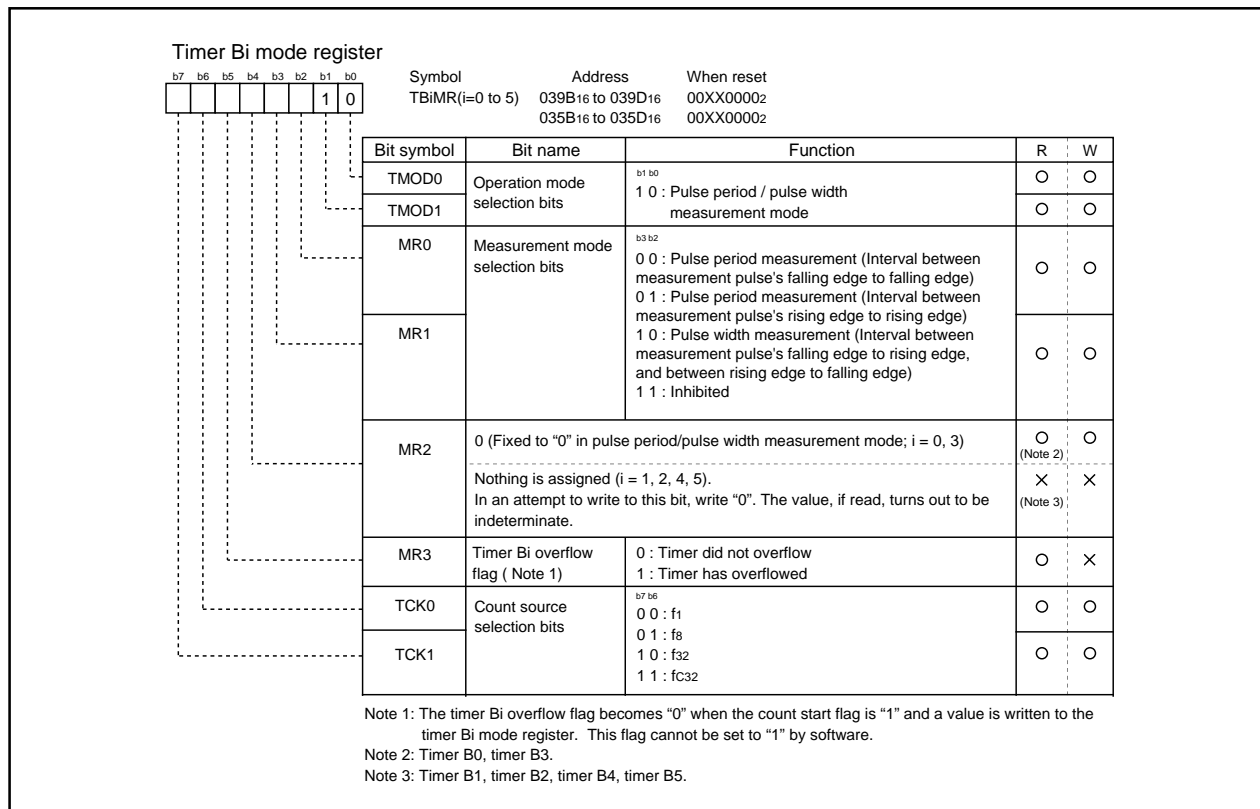 Timer Bi mode register
b7 b6 b5 b4 b3 b2 b1 b0
1 0
Symbol Address When reset
TBiMR(i=0 to 5) 039B16 to 039D16 00XX00002
035B16 to 035D16 00XX00002
Bit symbol Bit name Function R W
TMOD0
TMOD1
Operation mode
selection bits
b1 b0
1 0 : Pulse period / pulse width
measurement mode
MR0
MR1
Measurement mode
selection bits
b3 b2
0 0 : Pulse period measurement (Interval between
measurement pulse's falling edge to falling edge)
0 1 : Pulse period measurement (Interval between
measurement pulse's rising edge to rising edge)
1 0 : Pulse width measurement (Interval between
measurement pulse's falling edge to rising edge,
and between rising edge to falling edge)
1 1 : Inhibited
MR2
0 (Fixed to “0” in pulse period/pulse width measurement mode; i = 0, 3)
(Note 2)
Nothing is assigned (i = 1, 2, 4, 5).
In an attempt to write to this bit, write “0”. The value, if read, turns out to be
indeterminate.
(Note 3)
MR3
Timer Bi overflow
flag ( Note 1)
0 : Timer did not overflow
1 : Timer has overflowed
TCK0
TCK1
Count source
selection bits
b7 b6
0 0 : f1
0 1 : f8
1 0 : f32
1 1 : fC32
Note 1: The timer Bi overflow flag becomes “0” when the count start flag is “1” and a value is written to the
timer Bi mode register. This flag cannot be set to “1” by software.
Note 2: Timer B0, timer B3.
Note 3: Timer B1, timer B2, timer B4, timer B5.